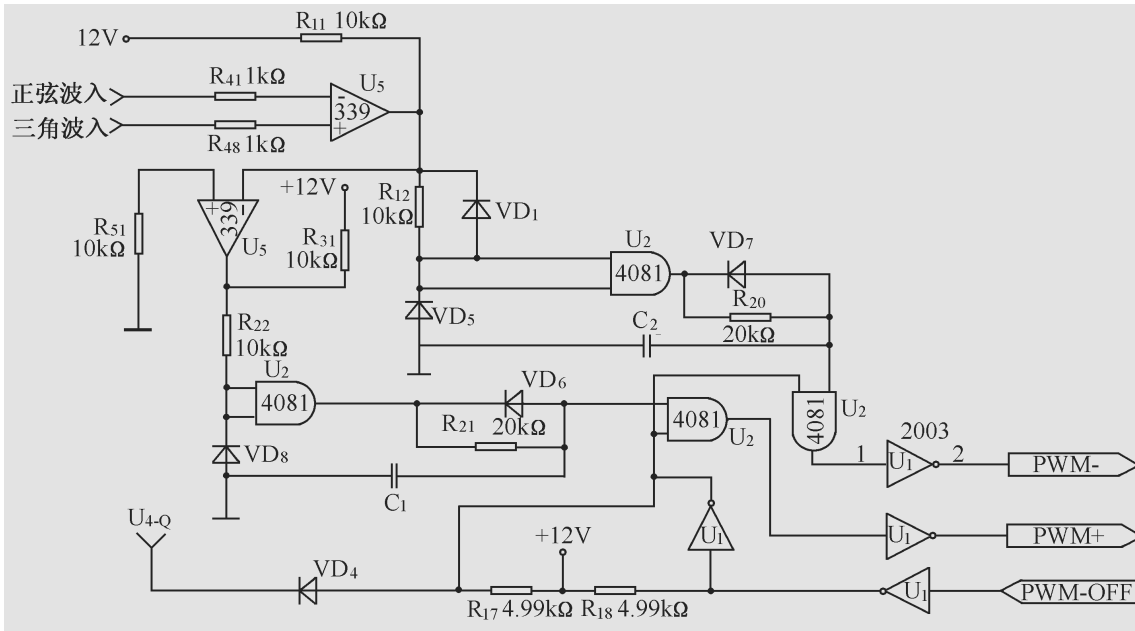 R11 10kΩ
12V
R41 1kΩ
U5
正弦波入
-
339
+
三角波入
R48 1kΩ
+12V
R12
10kΩ
VD1
+
339
-
U5
R51
10kΩ
R31
10kΩ
U2
4081
VD7
R20
20kΩ
VD5
C2
R22
10kΩ
U2
4081
VD6
R21
20kΩ
4081
U2
4081
U2
2003
1
U1
2
PWM-
VD8
C1
U4-Q
+12V
U1
U1
PWM+
VD4
R17 4.99kΩ
R18 4.99kΩ
U1
PWM-OFF